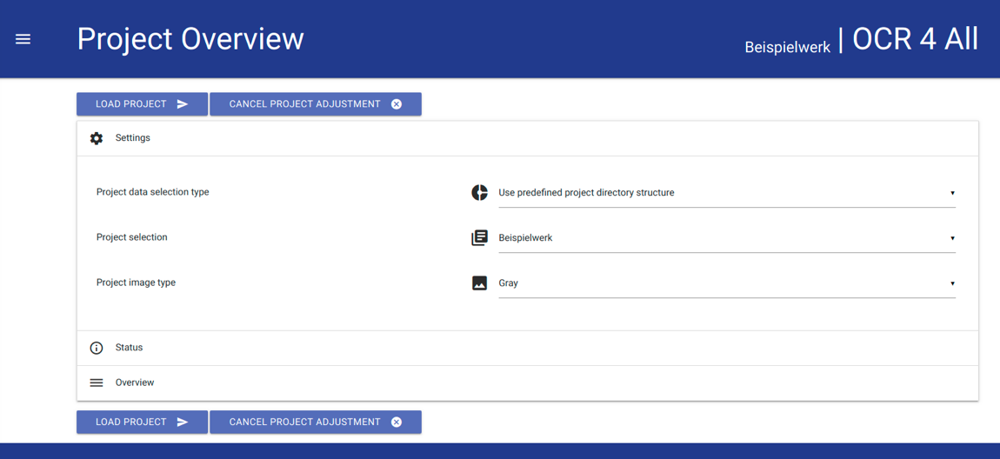 Project Overview
Beispielwerk | OCR 4 All
LOAD PROJECT CANCEL PROJECT ADJUSTMENT
Settings
Project data selection type Use predefined project directory structure
Project selection Beispielwerk
Project image type Gray
Status
Overview
LOAD PROJECT CANCEL PROJECT ADJUSTMENT